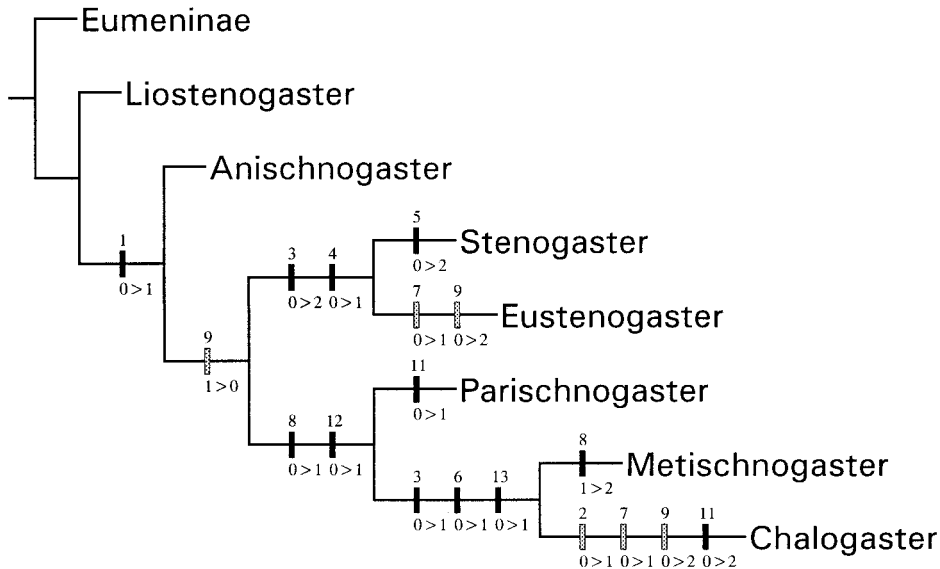 Eumeninae
Liostenogaster
Anischnogaster
5
Stenogaster
0>2
1
0>1
3 4
0>2 0>1
7 9
Eustenogaster
0>1 0>2
9
1>0
11
Parischnogaster
0>1
8 12
0>1 0>1
8
Metischnogaster
1>2
3 6 13
0>1 0>1 0>1
2 7 9 11
Chalogaster
0>1 0>1 0>2 0>2